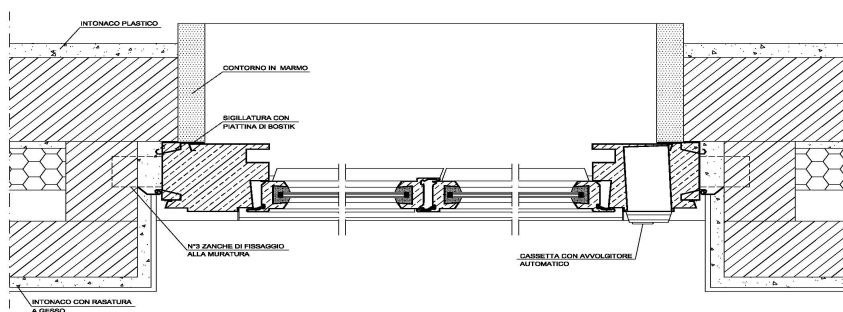 INTONACO PLASTICO
CONTORNO IN MARMO
SIGILLATURA CON
PIATTINA DI BOSTIK
N°3 ZANCHE DI FISSAGGIO
ALLA MURATURA
CASSETTA CON AVVOLGITORE
AUTOMATICO
INTONACO CON RASATURA
A GESSO